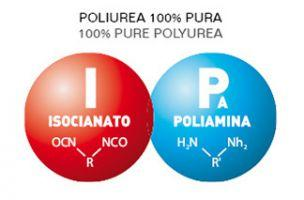 POLIUREA 100% PURA
100% PURE POLYUREA
I
ISOCIANATO
OCN NCO
R
PA
POLIAMINA
H₂N Nh₂
R'